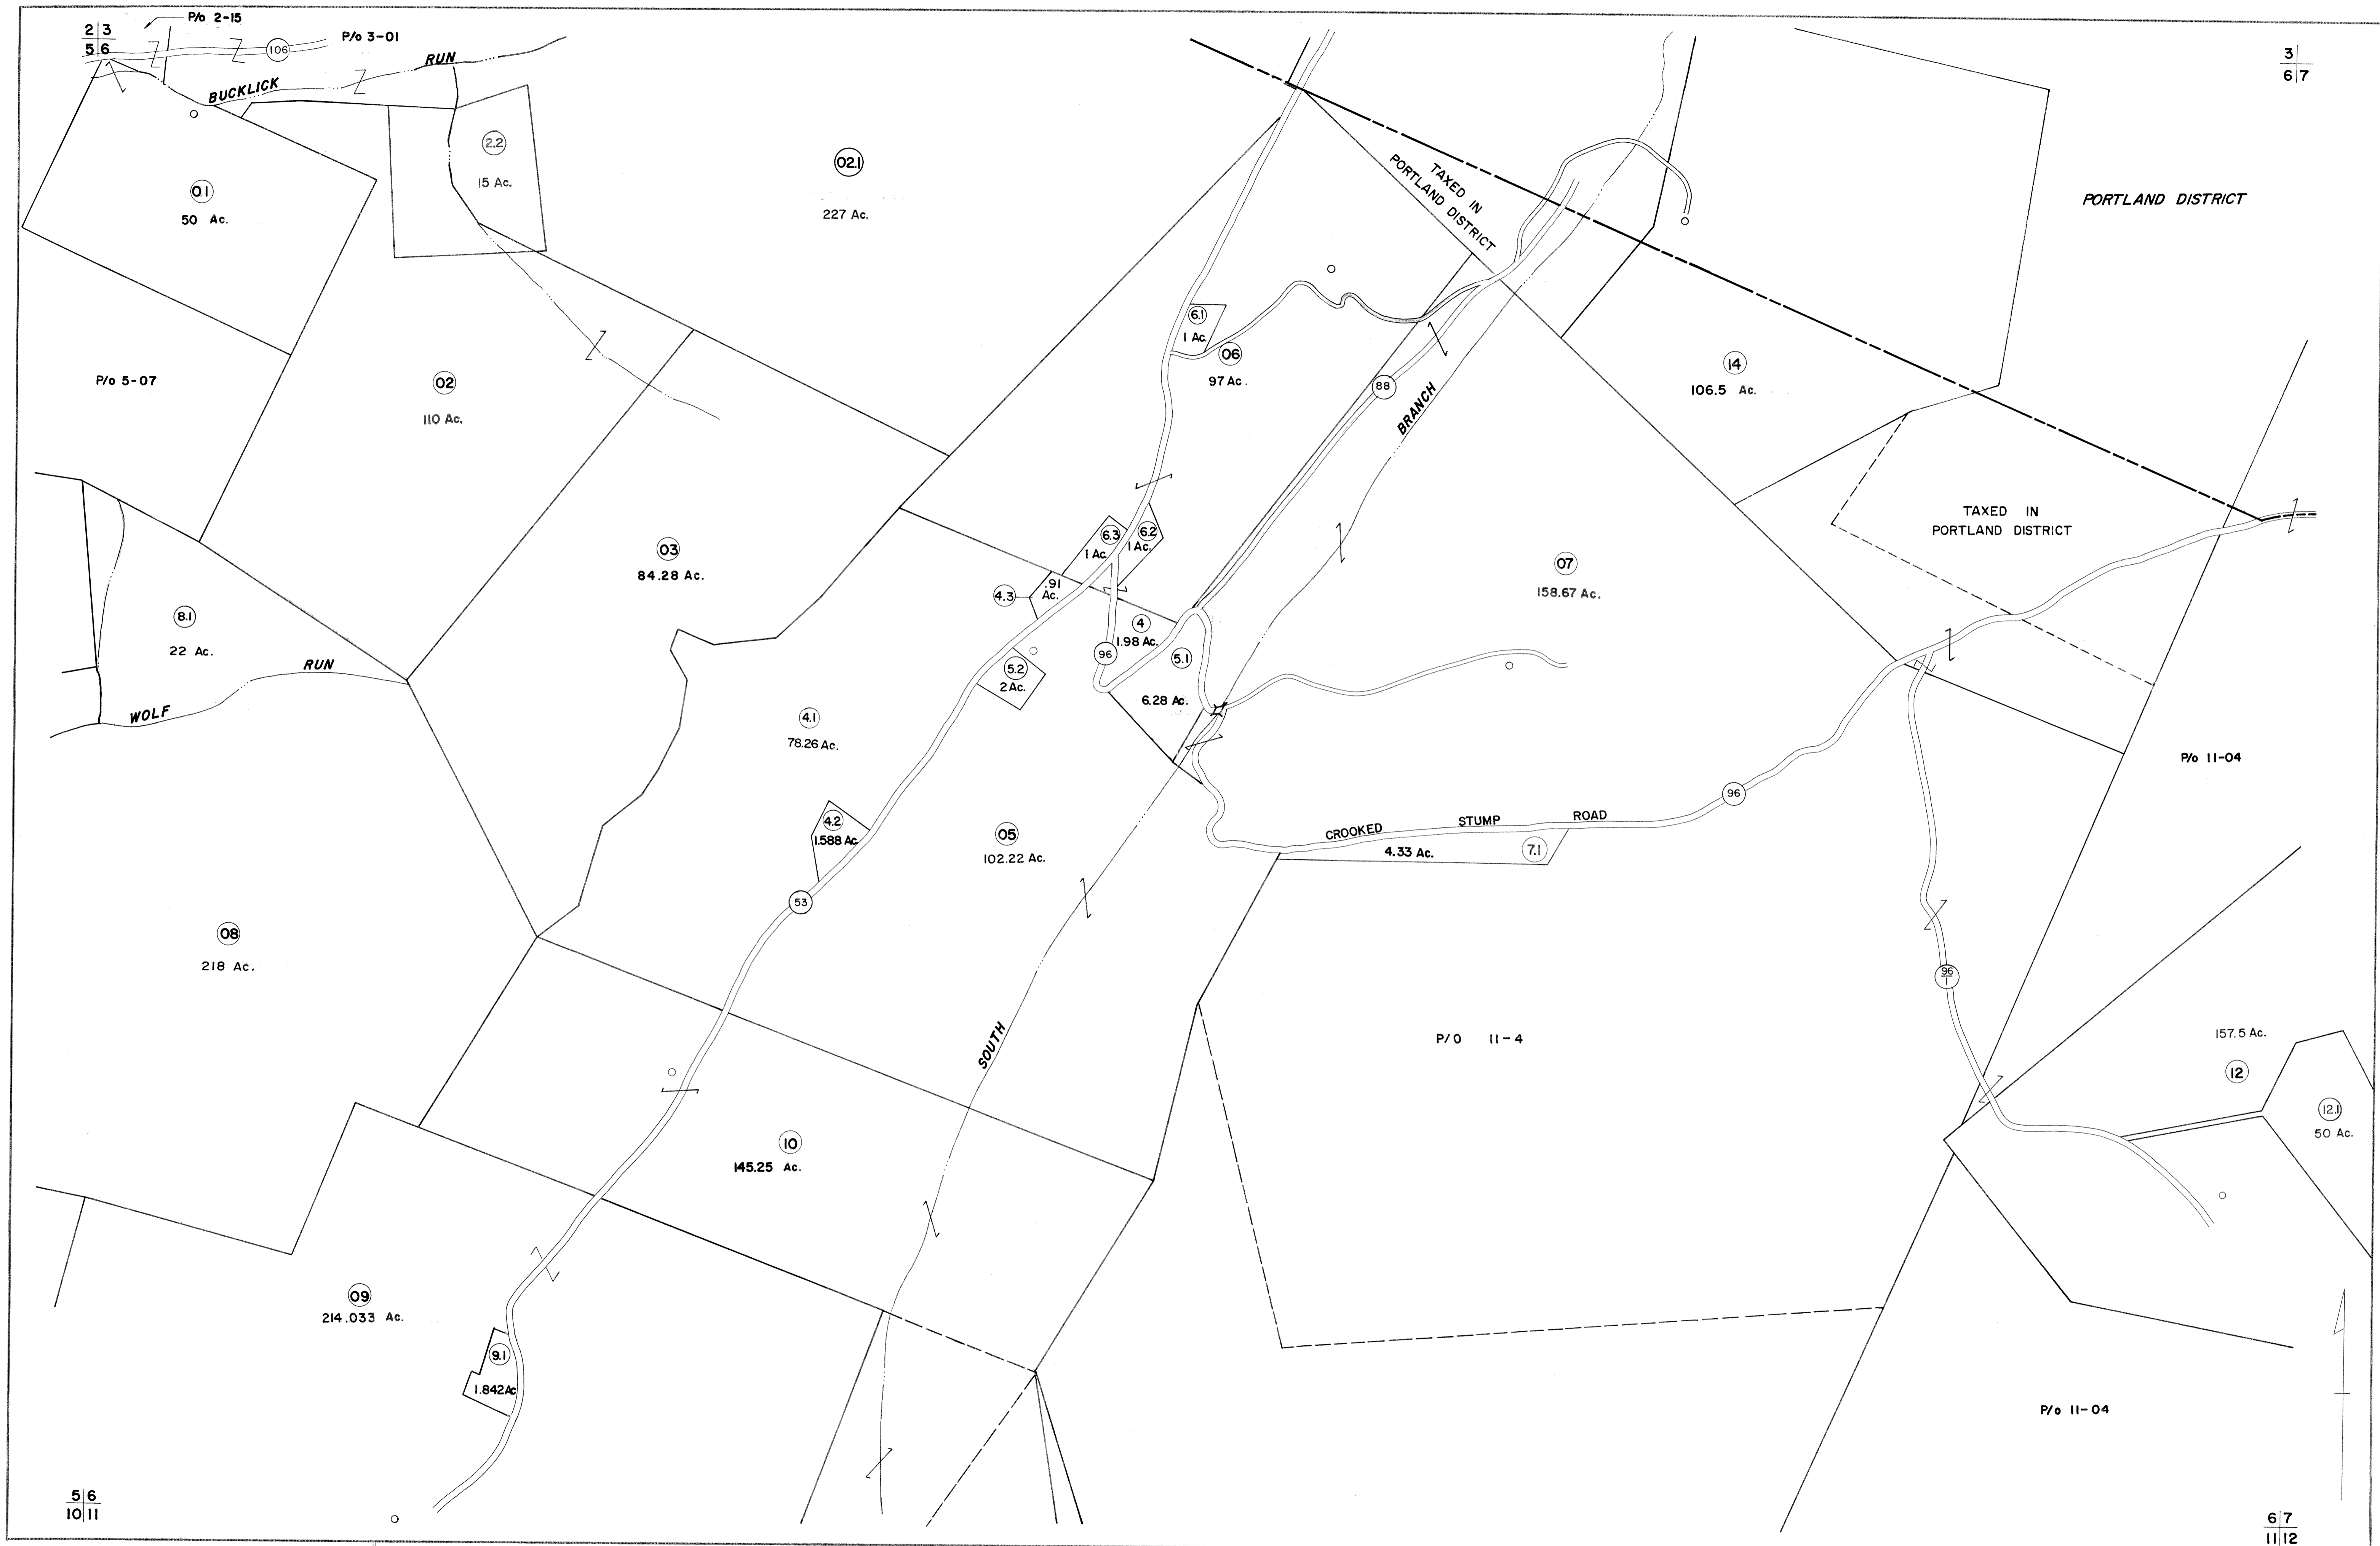 P/o 2-15
2 3
5 6
106
P/o 3-01
3
6 7
BUCKLICK
RUN
2.2
15 Ac.
0.1
50 Ac.
02.1
227 Ac.
TAXED IN
PORTLAND DISTRICT
PORTLAND DISTRICT
6.1
1 Ac.
06
97 Ac.
14
106.5 Ac.
P/o 5-07
02
110 Ac.
88
BRANCH
TAXED IN
PORTLAND DISTRICT
03
84.28 Ac.
6.3
1 Ac.
6.2
1 Ac.
07
158.67 Ac.
4.3
.91
Ac.
8.1
22 Ac.
4
1.98 Ac.
96
5.1
6.28 Ac.
5.2
2 Ac.
RUN
WOLF
4.1
78.26 Ac.
P/o 11-04
96
4.2
1.588 Ac.
05
102.22 Ac.
CROOKED STUMP ROAD
4.33 Ac.
7.1
53
08
218 Ac.
96
1
SOUTH
P/O 11-4
157.5 Ac.
12
12.1
50 Ac.
10
145.25 Ac.
09
214.033 Ac.
9.1
1.842 Ac
P/o 11-04
5 6
10 11
6 7
11 12